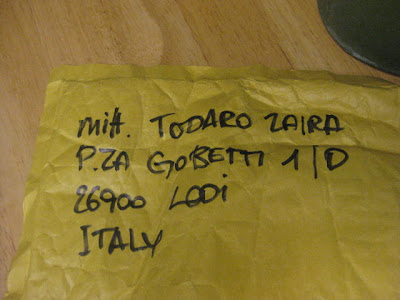 mitt. TODARO ZAIRA
P.ZA GOBETTI 1/D
26900 LODI
ITALY